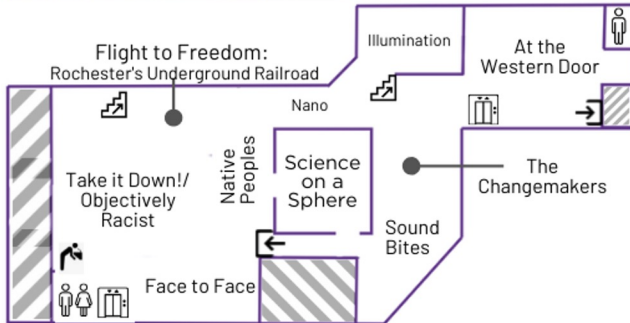 Illumination
At the
Western Door
Flight to Freedom:
Rochester's Underground Railroad
Nano
Native
Peoples
Science
on a
Sphere
The
Changemakers
Take it Down!/
Objectively
Racist
Sound
Bites
Face to Face